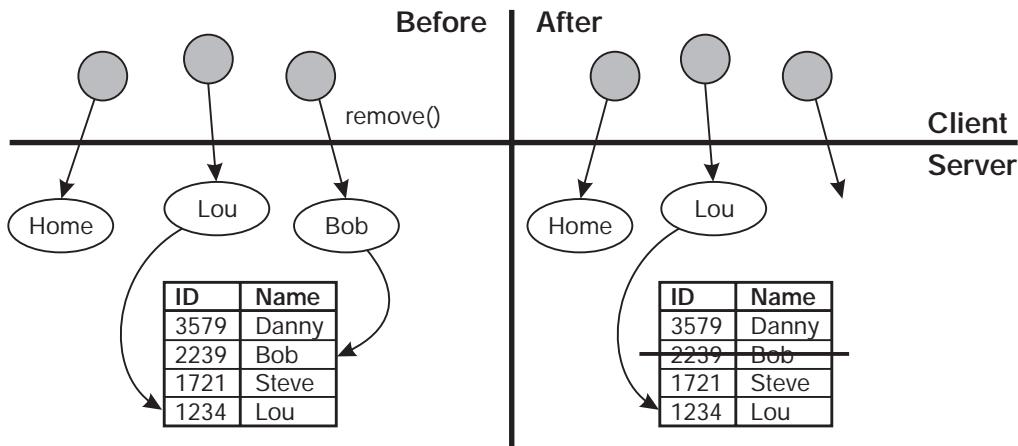 Before
After
remove()
Client
Server
Home
Lou
Bob
Home
Lou
ID Name
3579 Danny
2239 Bob
1721 Steve
1234 Lou
ID Name
3579 Danny
2239 Bob
1721 Steve
1234 Lou